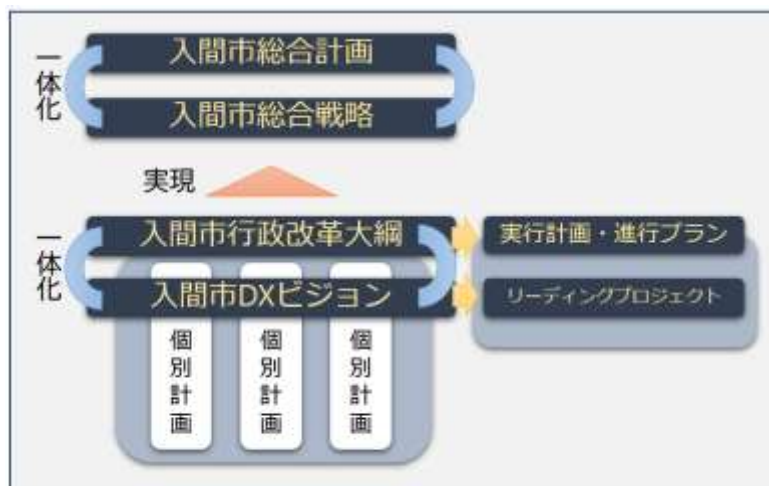 一体化
入間市総合計画
入間市総合戦略
実現
一体化
入間市行政改革大綱
実行計画・進行プラン
入間市DXビジョン
リーディングプロジェクト
個別計画
個別計画
個別計画